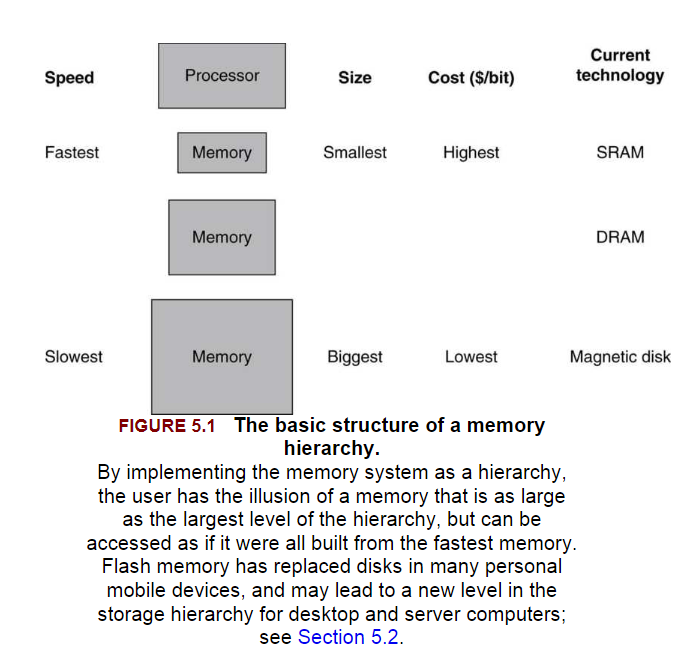 Speed Processor Size Cost ($/bit) Current technology
Fastest Memory Smallest Highest SRAM
Memory DRAM
Slowest Memory Biggest Lowest Magnetic disk
FIGURE 5.1 The basic structure of a memory
hierarchy.
By implementing the memory system as a hierarchy,
the user has the illusion of a memory that is as large
as the largest level of the hierarchy, but can be
accessed as if it were all built from the fastest memory.
Flash memory has replaced disks in many personal
mobile devices, and may lead to a new level in the
storage hierarchy for desktop and server computers;
see Section 5.2.